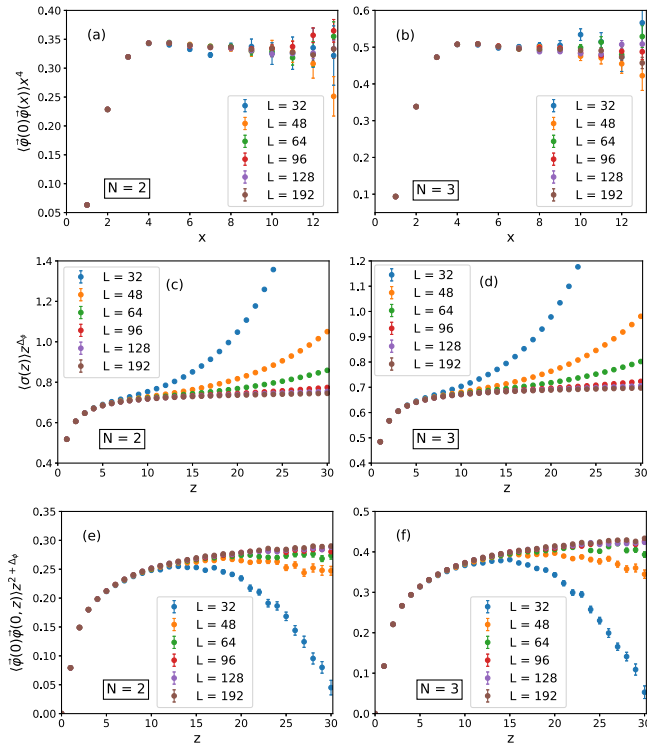 (a)
⟨φ⃗(0)φ⃗(x)⟩x⁴
0.40
0.35
0.30
0.25
0.20
0.15
0.10
0.05
L = 32
L = 48
L = 64
L = 96
L = 128
L = 192
N = 2
0 2 4 6 8 10 12
x
(b)
0.5
0.4
0.3
0.2
0.1
L = 32
L = 48
L = 64
L = 96
L = 128
L = 192
N = 3
0 2 4 6 8 10 12
x
(c)
⟨σ(z)⟩z^Δφ
1.4
1.2
1.0
0.8
0.6
0.4
L = 32
L = 48
L = 64
L = 96
L = 128
L = 192
N = 2
0 5 10 15 20 25 30
z
(d)
1.1
1.0
0.9
0.8
0.7
0.6
0.5
0.4
L = 32
L = 48
L = 64
L = 96
L = 128
L = 192
N = 3
0 5 10 15 20 25 30
z
(e)
⟨φ⃗(0)φ⃗(0, z)⟩z^2 + Δφ
0.35
0.30
0.25
0.20
0.15
0.10
0.05
0.00
L = 32
L = 48
L = 64
L = 96
L = 128
L = 192
N = 2
0 5 10 15 20 25 30
z
(f)
0.5
0.4
0.3
0.2
0.1
0.0
L = 32
L = 48
L = 64
L = 96
L = 128
L = 192
N = 3
0 5 10 15 20 25 30
z